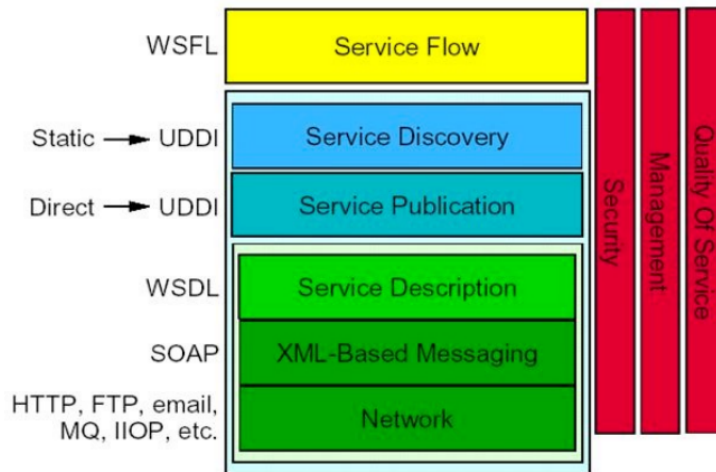 WSFL
Service Flow
Static
UDDI
Service Discovery
Direct
UDDI
Service Publication
WSDL
Service Description
SOAP
XML-Based Messaging
HTTP, FTP, email,
MQ, IIOP, etc.
Network
Security
Management
Quality Of Service